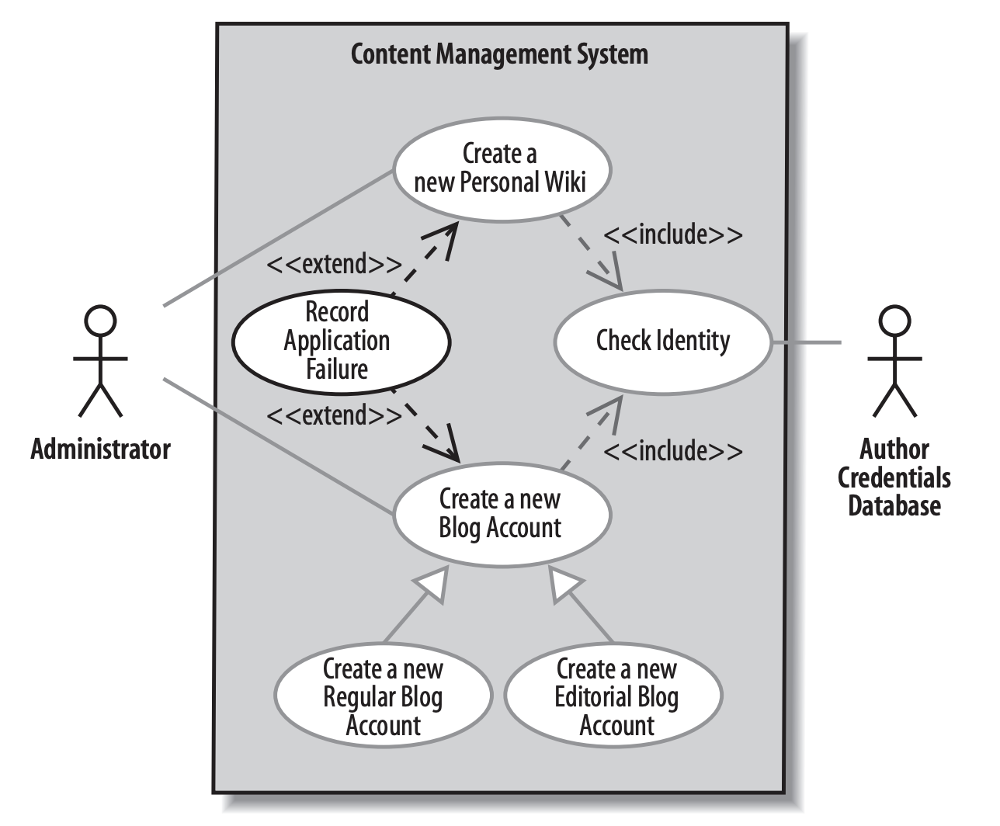 Content Management System
Create a
new Personal Wiki
<<include>>
<<extend>>
Record
Application
Failure
Check Identity
<<extend>>
<<include>>
Administrator
Author
Credentials
Database
Create a new
Blog Account
Create a new
Regular Blog
Account
Create a new
Editorial Blog
Account